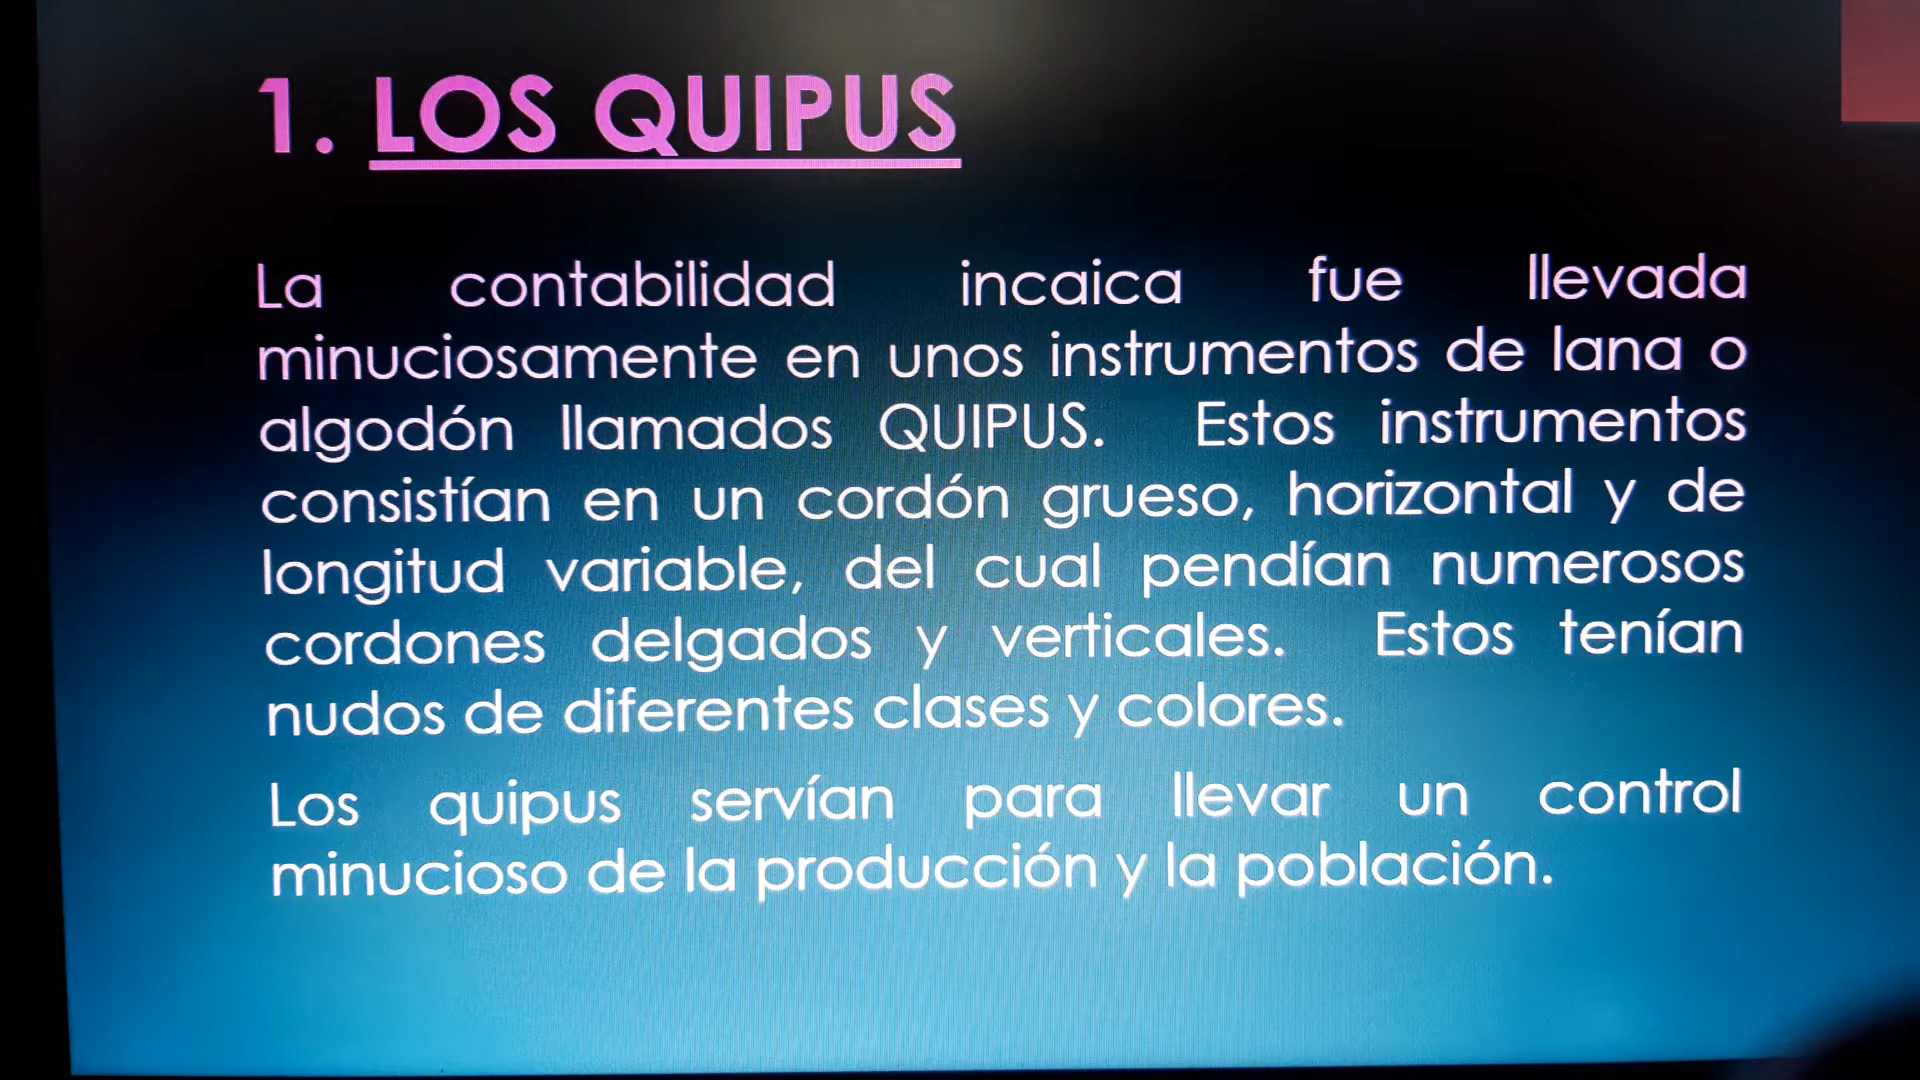 1. LOS QUIPUS
La contabilidad incaica fue llevada
minuciosamente en unos instrumentos de lana o
algodón llamados QUIPUS. Estos instrumentos
consistían en un cordón grueso, horizontal y de
longitud variable, del cual pendían numerosos
cordones delgados y verticales. Estos tenían
nudos de diferentes clases y colores.
Los quipus servían para llevar un control
minucioso de la producción y la población.